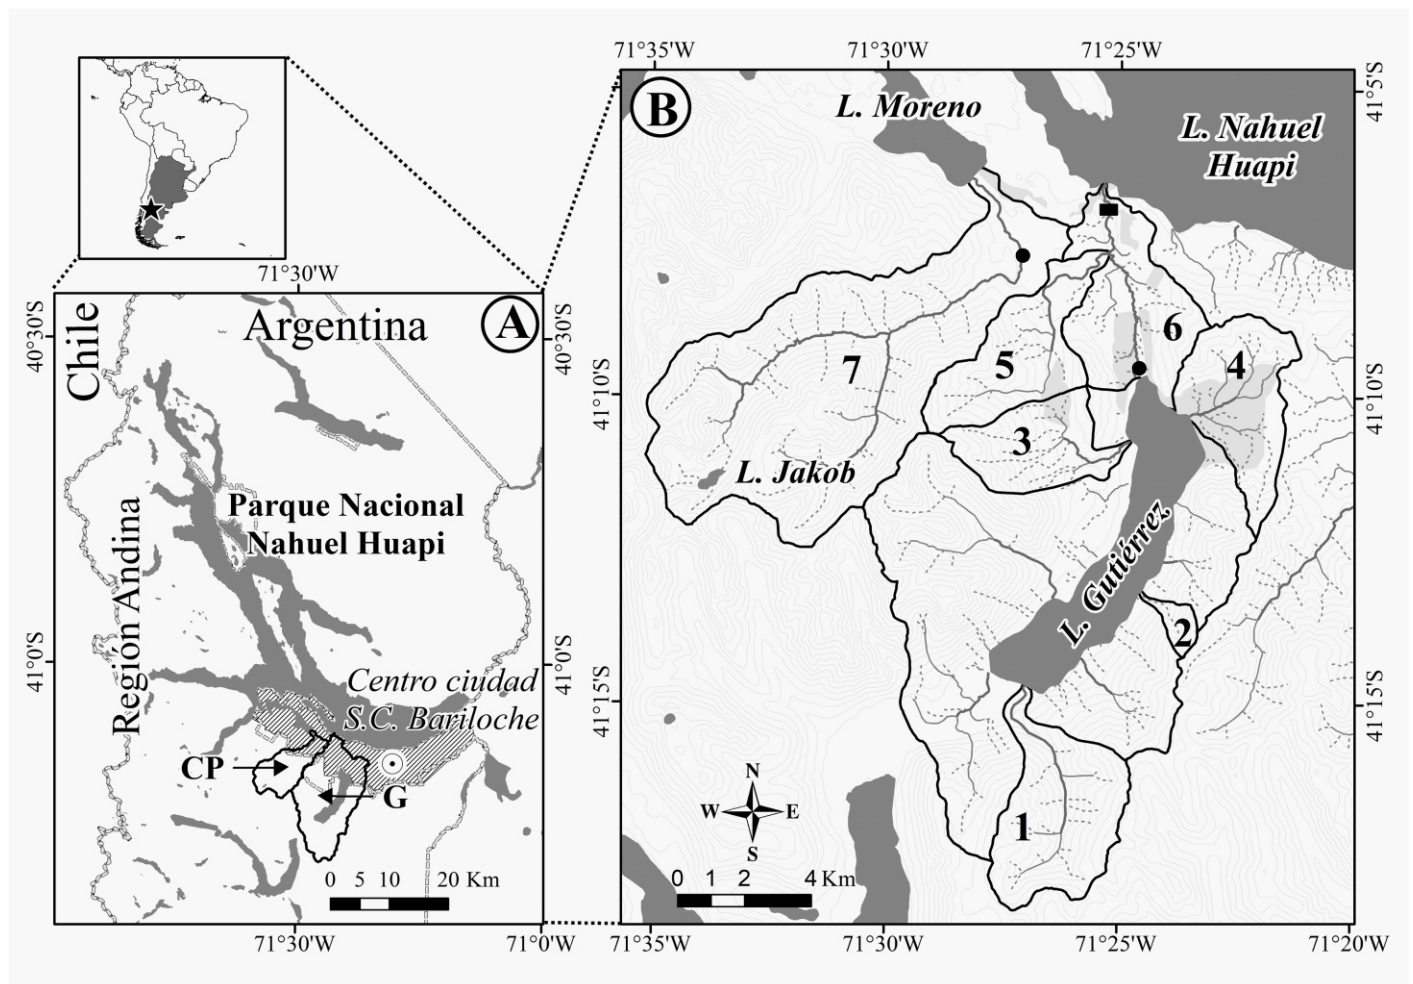 71°30'W
Chile
Argentina
A
40°30'S
40°30'S
Región Andina
Parque Nacional
Nahuel Huapi
41°0'S
41°0'S
Centro ciudad
S.C. Bariloche
CP
G
0 5 10 20 Km
71°30'W
71°0'W
71°35'W
71°30'W
71°25'W
B
L. Moreno
L. Nahuel
Huapi
41°5'S
6
5
4
7
3
41°10'S
41°10'S
L. Jakob
L. Gutiérrez
2
41°15'S
41°15'S
N
W
E
S
1
0 1 2 4 Km
71°35'W
71°30'W
71°25'W
71°20'W